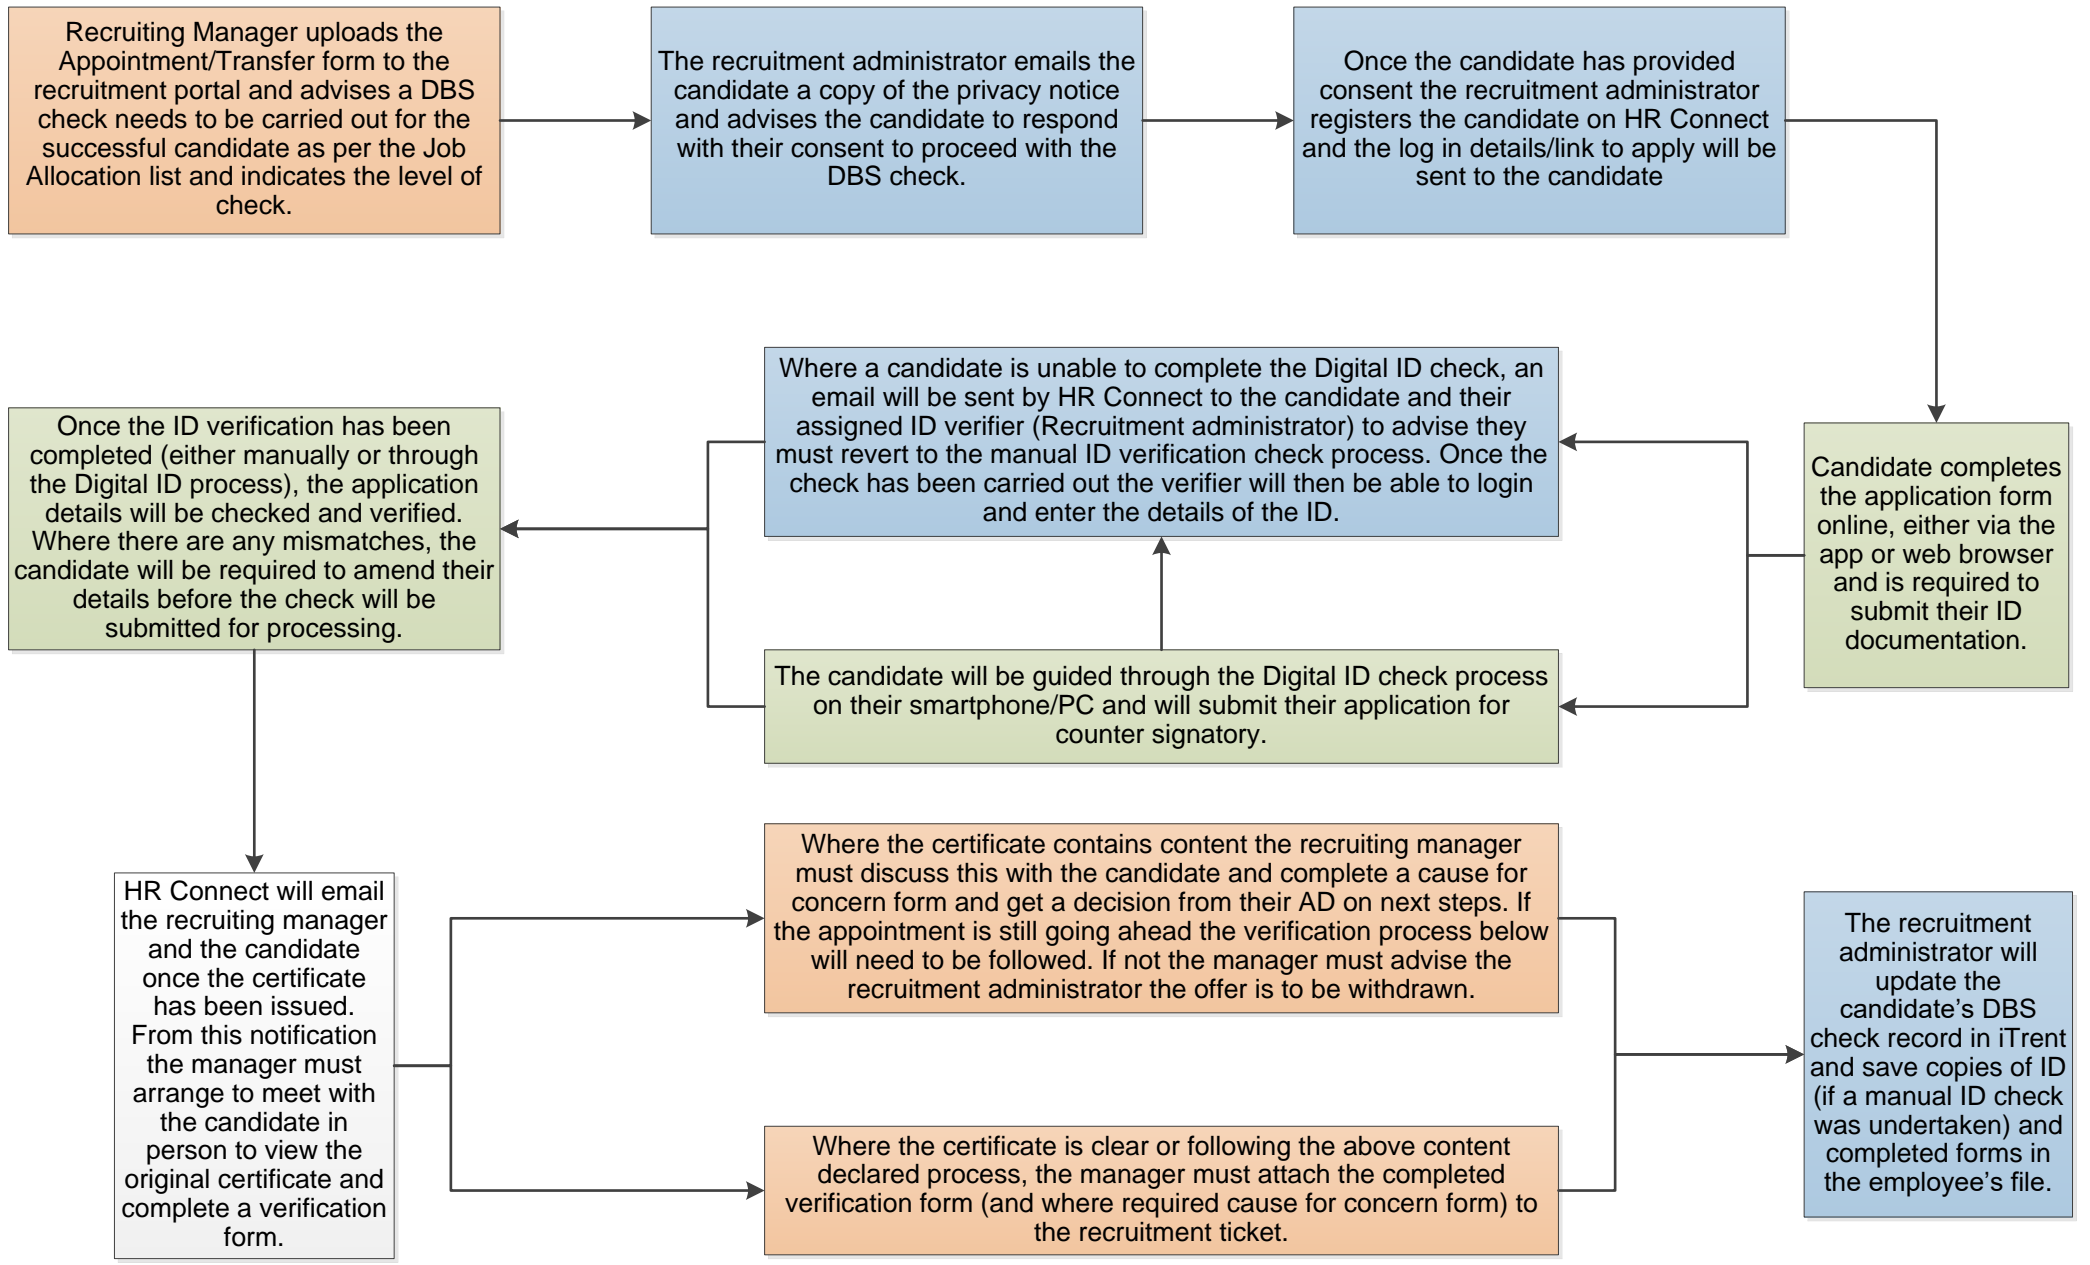 Recruiting Manager uploads the
Appointment/Transfer form to the
recruitment portal and advises a DBS
check needs to be carried out for the
successful candidate as per the Job
Allocation list and indicates the level of
check.
The recruitment administrator emails the
candidate a copy of the privacy notice
and advises the candidate to respond
with their consent to proceed with the
DBS check.
Once the candidate has provided
consent the recruitment administrator
registers the candidate on HR Connect
and the log in details/link to apply will be
sent to the candidate
Candidate completes
the application form
online, either via the
app or web browser
and is required to
submit their ID
documentation.
Where a candidate is unable to complete the Digital ID check, an
email will be sent by HR Connect to the candidate and their
assigned ID verifier (Recruitment administrator) to advise they
must revert to the manual ID verification check process. Once the
check has been carried out the verifier will then be able to login
and enter the details of the ID.
The candidate will be guided through the Digital ID check process
on their smartphone/PC and will submit their application for
counter signatory.
Once the ID verification has been
completed (either manually or through
the Digital ID process), the application
details will be checked and verified.
Where there are any mismatches, the
candidate will be required to amend their
details before the check will be
submitted for processing.
HR Connect will email
the recruiting manager
and the candidate
once the certificate
has been issued.
From this notification
the manager must
arrange to meet with
the candidate in
person to view the
original certificate and
complete a verification
form.
Where the certificate contains content the recruiting manager
must discuss this with the candidate and complete a cause for
concern form and get a decision from their AD on next steps. If
the appointment is still going ahead the verification process below
will need to be followed. If not the manager must advise the
recruitment administrator the offer is to be withdrawn.
Where the certificate is clear or following the above content
declared process, the manager must attach the completed
verification form (and where required cause for concern form) to
the recruitment ticket.
The recruitment
administrator will
update the
candidate’s DBS
check record in iTrent
and save copies of ID
(if a manual ID check
was undertaken) and
completed forms in
the employee’s file.